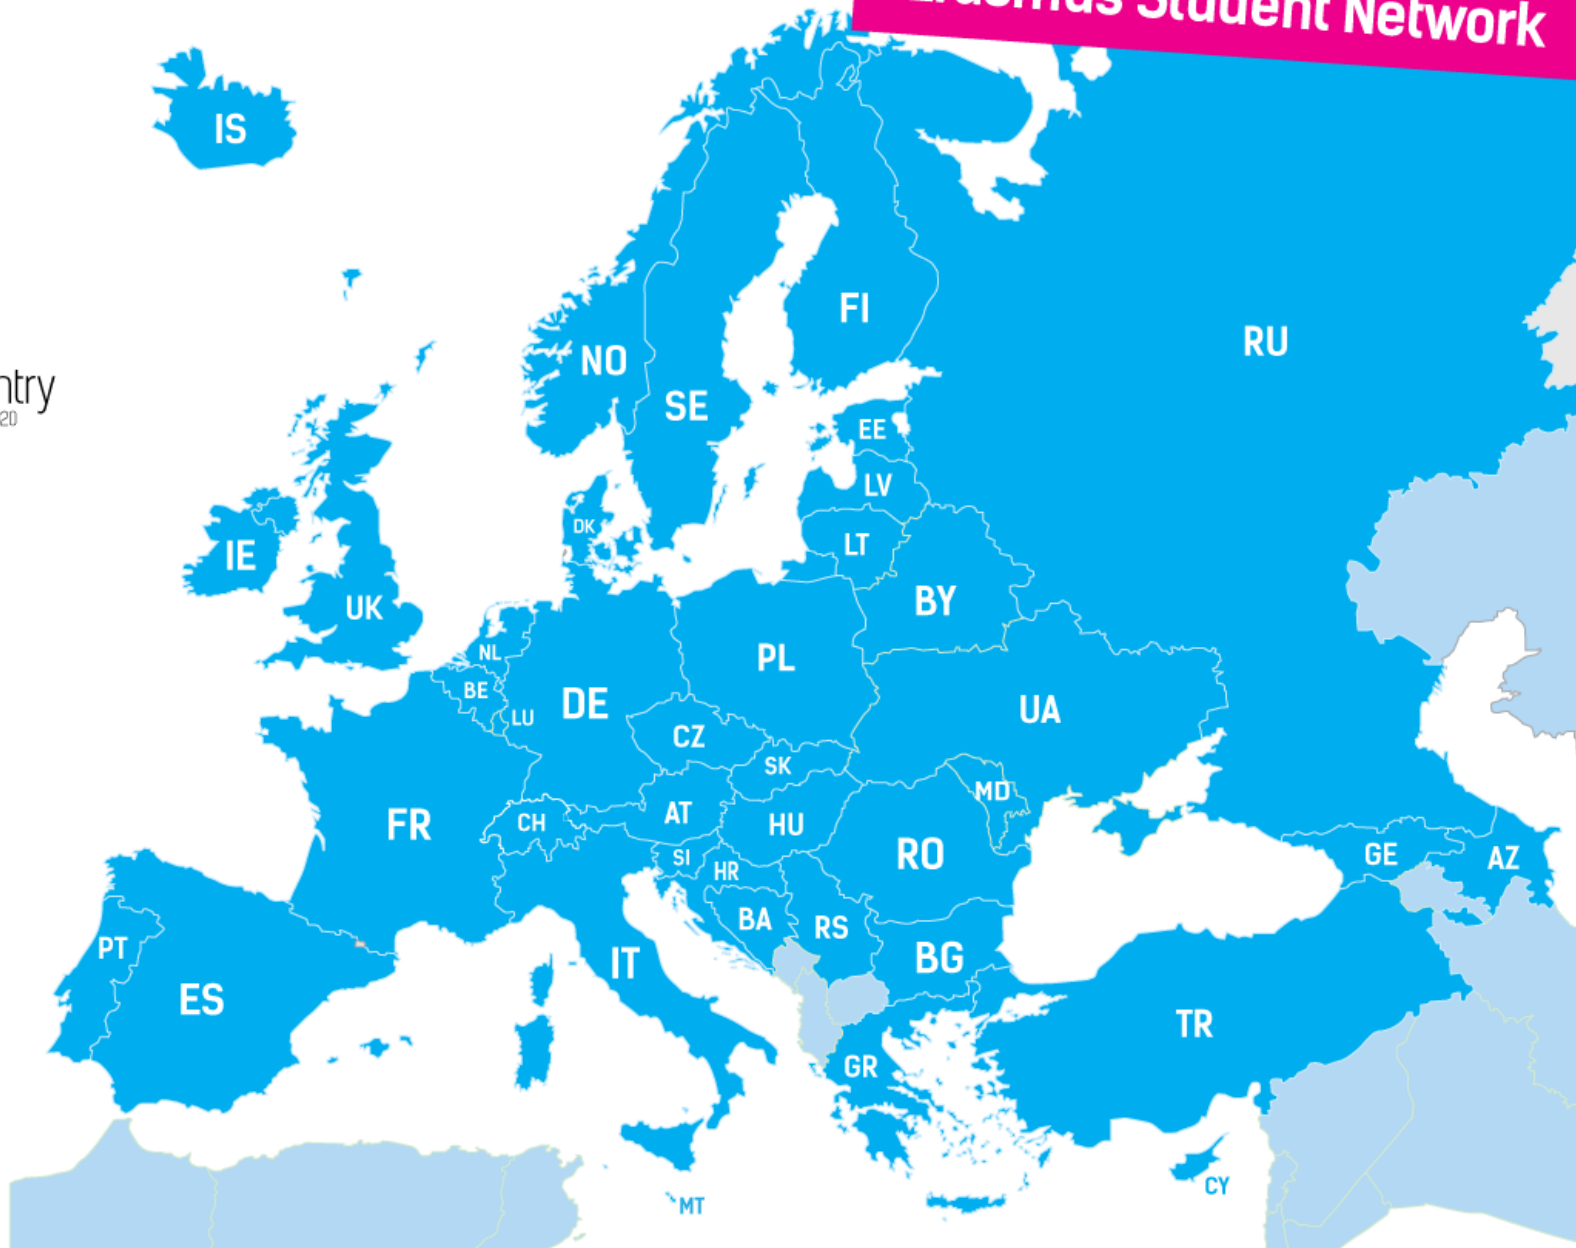 Student Network
IS
FI
RU
NO
ntry
20
SE
EE
LV
DK
LT
IE
BY
UK
NL
PL
BE
DE
UA
LU
CZ
SK
MD
AT
FR
CH
HU
RO
GE
AZ
SI
HR
BA
RS
PT
BG
IT
ES
TR
GR
CY
MT